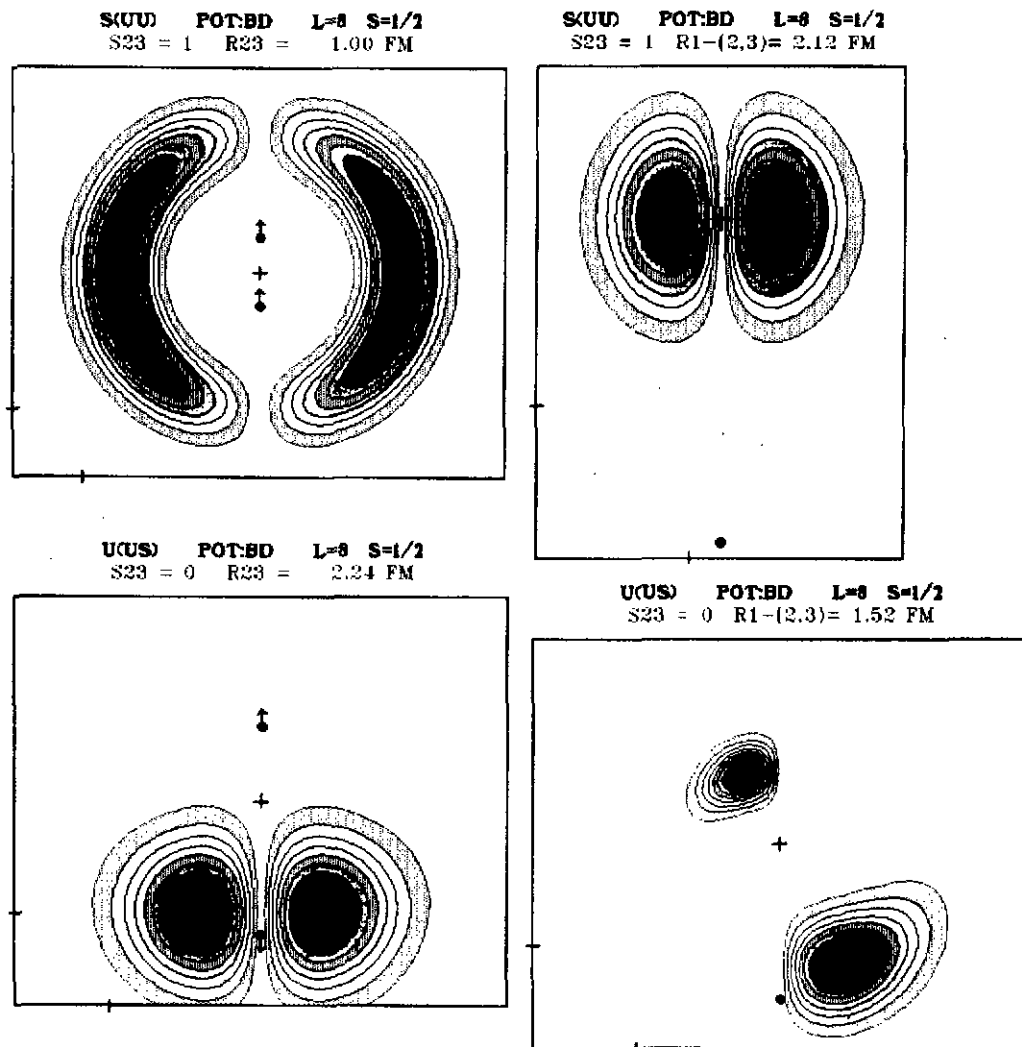 S(UU) POT:BD L=8 S=1/2
S23 = 1 R23 = 1.00 FM
S(UU) POT:BD L=8 S=1/2
S23 = 1 R1-(2,3)= 2.12 FM
U(US) POT:BD L=8 S=1/2
S23 = 0 R23 = 2.24 FM
U(US) POT:BD L=8 S=1/2
S23 = 0 R1-(2,3)= 1.52 FM